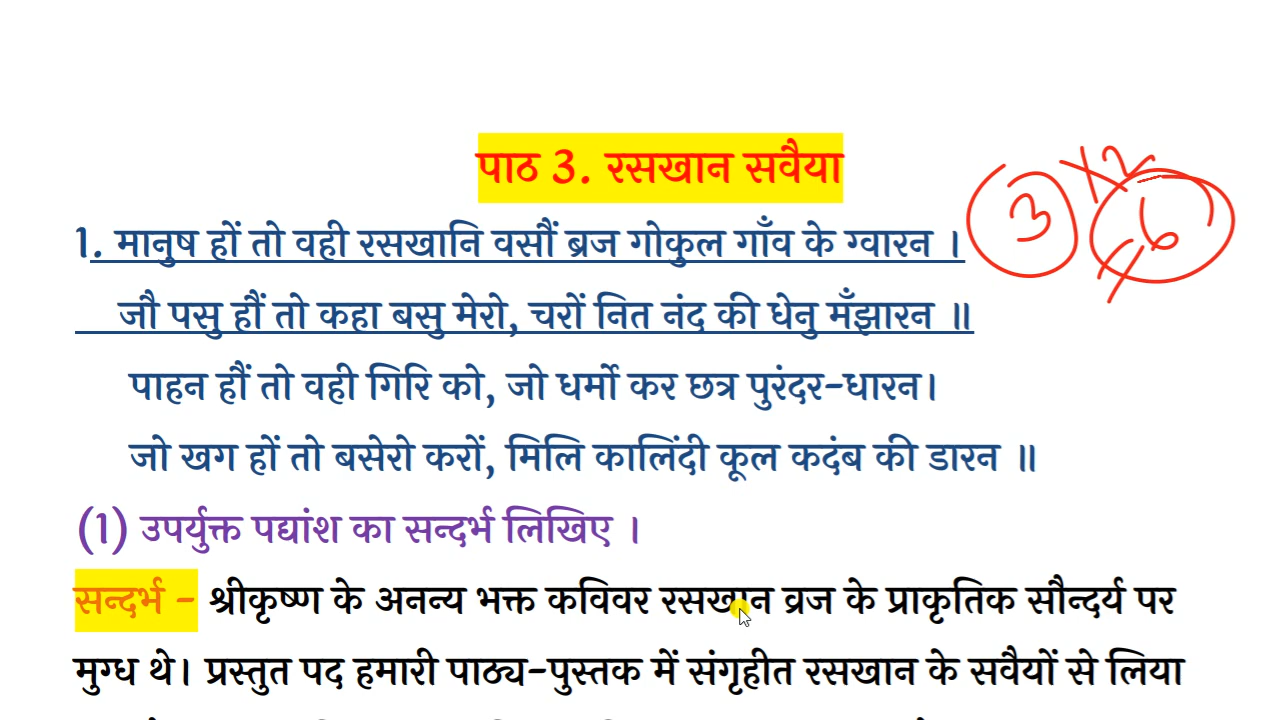 पाठ 3. रसखान सवैया
1. मानुष हों तो वही रसखानि वसौं ब्रज गोकुल गाँव के ग्वारन ।
जौ पसु हौं तो कहा बसु मेरो, चरों नित नंद की धेनु मँझारन ॥
पाहन हौं तो वही गिरि को, जो धर्मो कर छत्र पुरंदर-धारन।
जो खग हों तो बसेरो करों, मिलि कालिंदी कूल कदंब की डारन ॥
3 6
(1) उपर्युक्त पद्यांश का सन्दर्भ लिखिए ।
सन्दर्भ - श्रीकृष्ण के अनन्य भक्त कविवर रसखान व्रज के प्राकृतिक सौन्दर्य पर
मुग्ध थे। प्रस्तुत पद हमारी पाठ्य-पुस्तक में संगृहीत रसखान के सवैयों से लिया